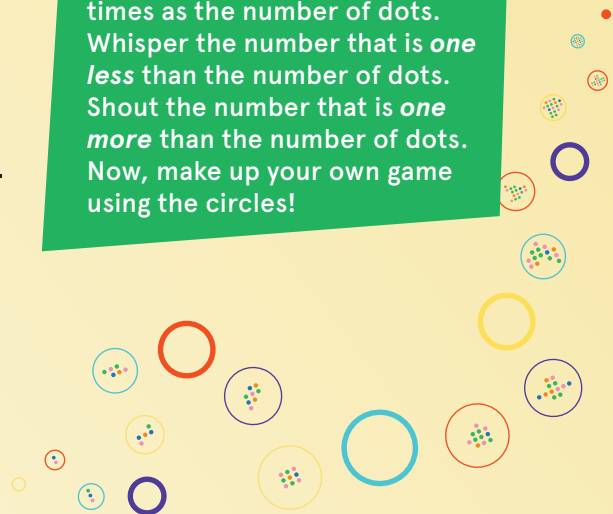 times as the number of dots.
Whisper the number that is one
less than the number of dots.
Shout the number that is one
more than the number of dots.
Now, make up your own game
using the circles!